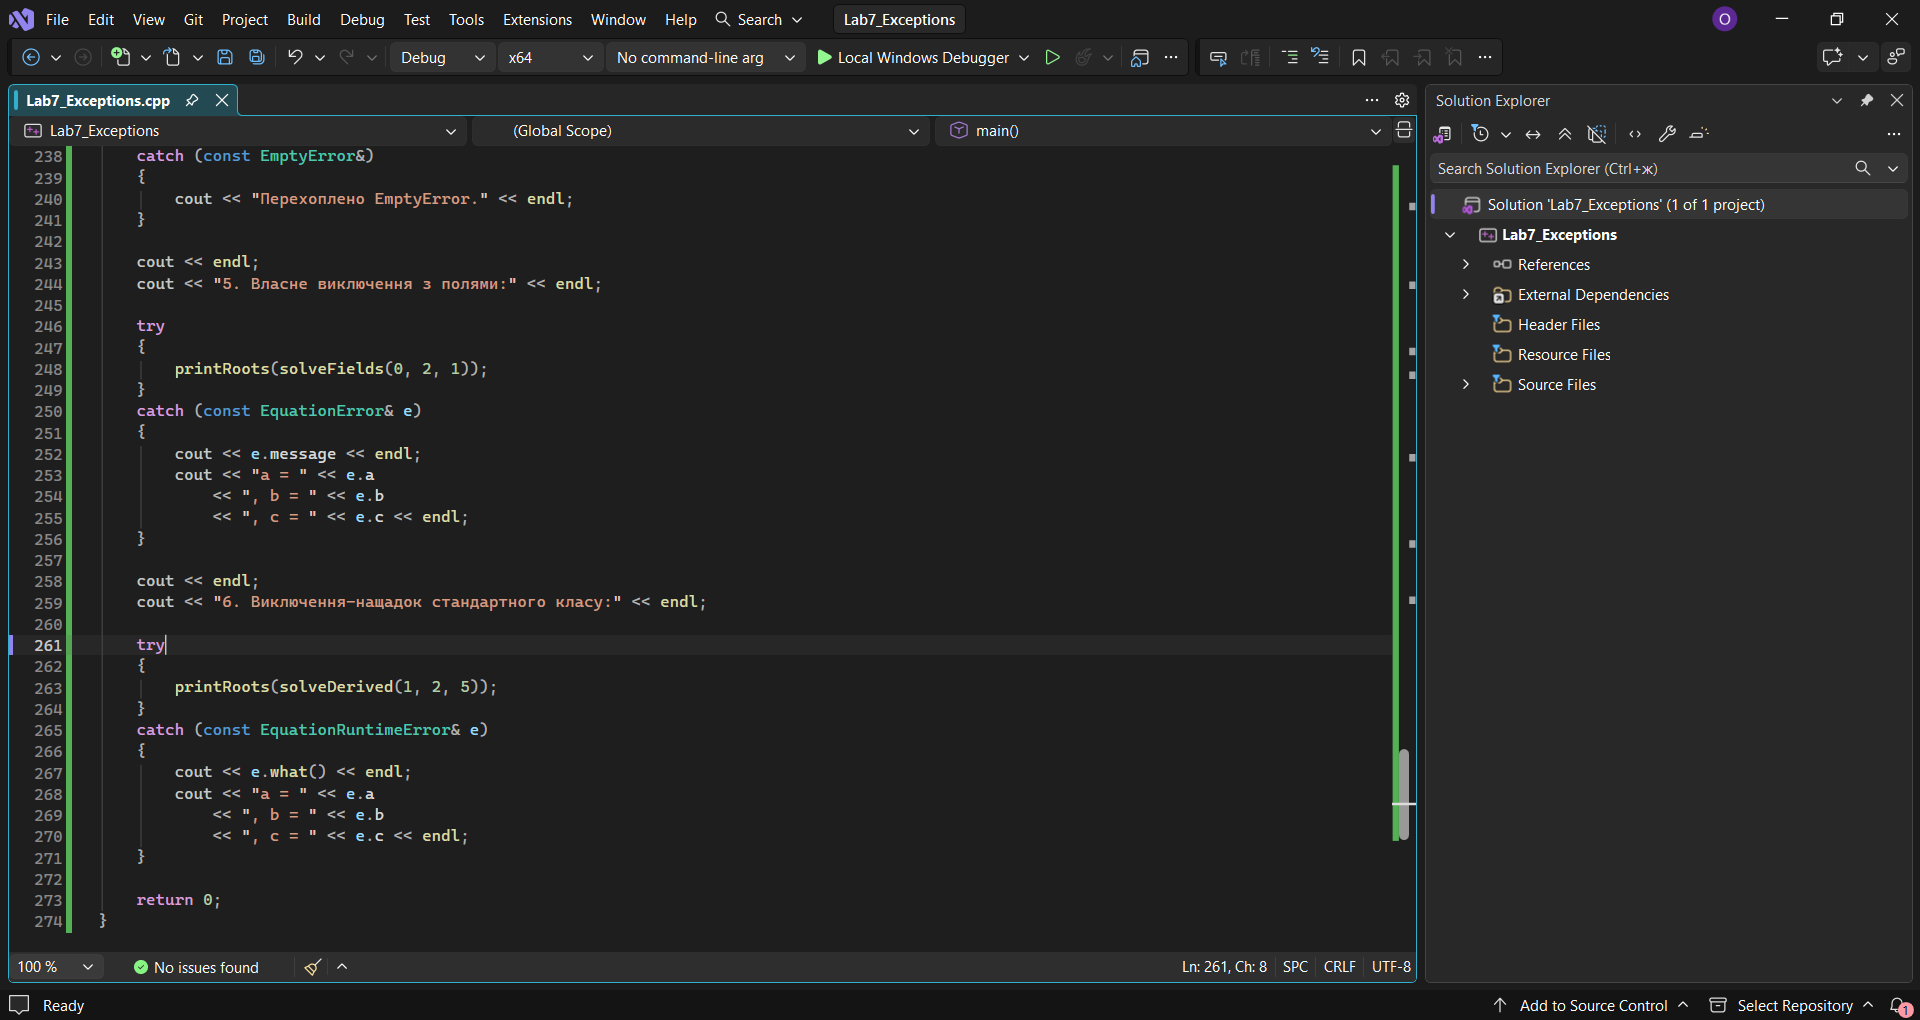 File Edit View Git Project Build Debug Test Tools Extensions Window Help Search Lab7_Exceptions O
Debug x64 No command-line arg Local Windows Debugger
Lab7_Exceptions.cpp
Lab7_Exceptions (Global Scope) main()
238 catch (const EmptyError&)
239 {
240 cout << "Перехоплено EmptyError." << endl;
241 }
242
243 cout << endl;
244 cout << "5. Власне виключення з полями:" << endl;
245
246 try
247 {
248 printRoots(solveFields(0, 2, 1));
249 }
250 catch (const EquationError& e)
251 {
252 cout << e.message << endl;
253 cout << "a = " << e.a
254 << ", b = " << e.b
255 << ", c = " << e.c << endl;
256 }
257
258 cout << endl;
259 cout << "6. Виключення-нащадок стандартного класу:" << endl;
260
261 try
262 {
263 printRoots(solveDerived(1, 2, 5));
264 }
265 catch (const EquationRuntimeError& e)
266 {
267 cout << e.what() << endl;
268 cout << "a = " << e.a
269 << ", b = " << e.b
270 << ", c = " << e.c << endl;
271 }
272
273 return 0;
274 }
100 % No issues found Ln: 261, Ch: 8 SPC CRLF UTF-8
Solution Explorer
Search Solution Explorer (Ctrl+ж)
Solution 'Lab7_Exceptions' (1 of 1 project)
Lab7_Exceptions
References
External Dependencies
Header Files
Resource Files
Source Files
Ready Add to Source Control Select Repository 1